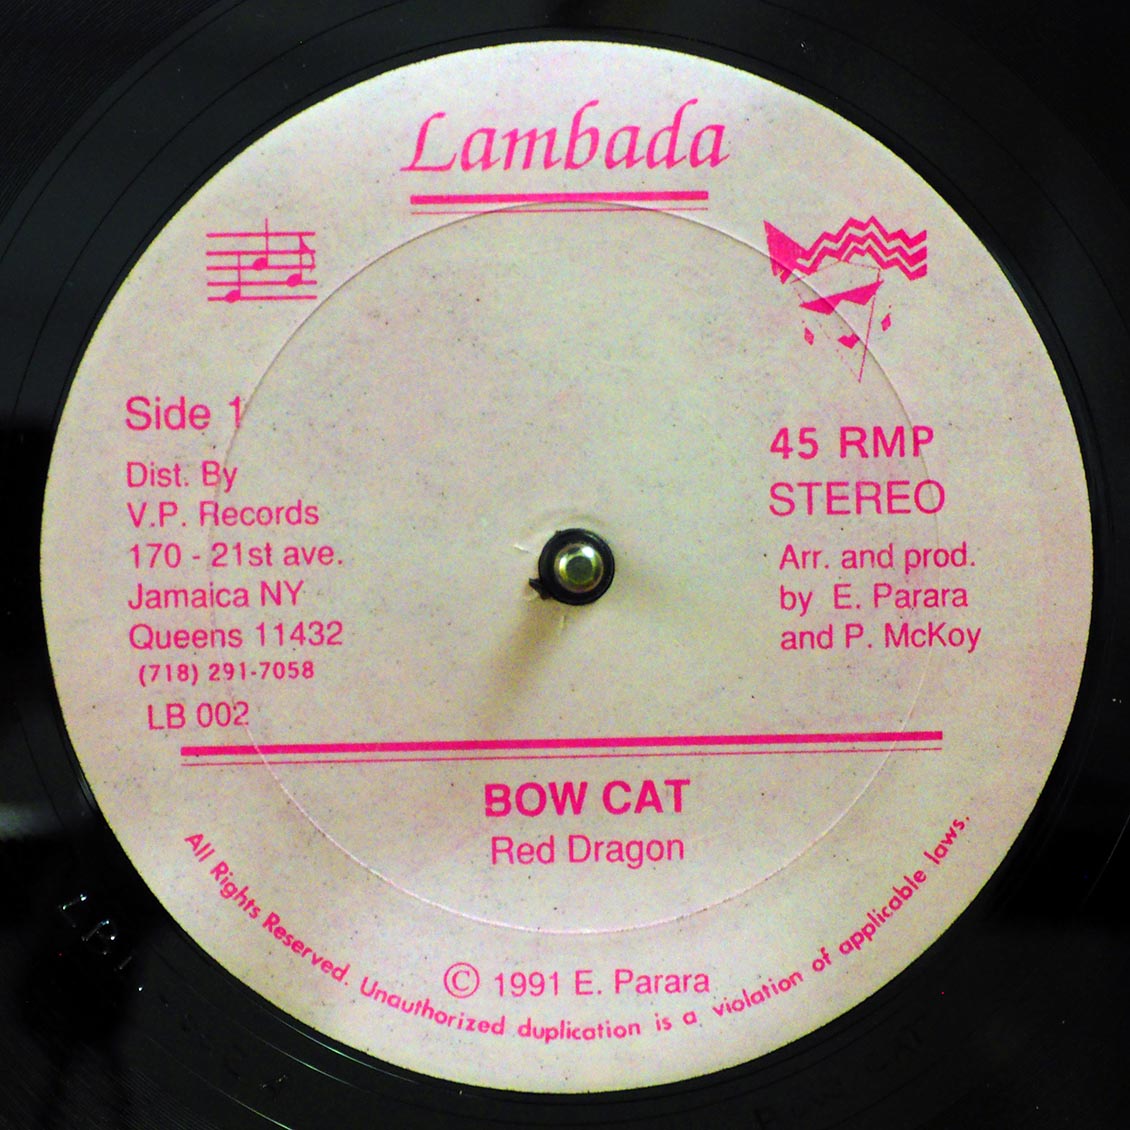 Lambada
Side 1
Dist. By
V.P. Records
170 - 21st ave.
Jamaica NY
Queens 11432
(718) 291-7058
LB 002
45 RMP
STEREO
Arr. and prod.
by E. Parara
and P. McKoy
BOW CAT
Red Dragon
© 1991 E. Parara
All Rights Reserved. Unauthorized duplication is a violation of applicable laws.